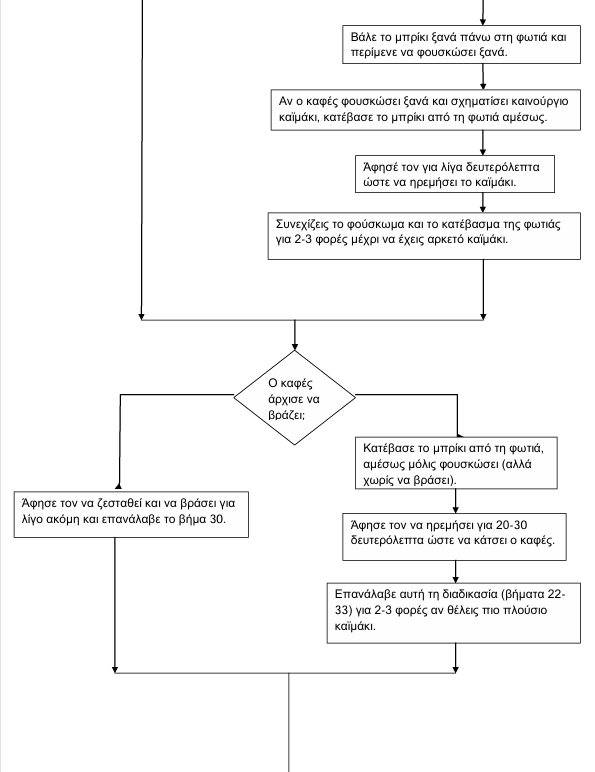 Βάλε το μπρίκι ξανά πάνω στη φωτιά και
περίμενε να φουσκώσει ξανά.
Αν ο καφές φουσκώσει ξανά και σχηματίσει καινούργιο
καϊμάκι, κατέβασε το μπρίκι από τη φωτιά αμέσως.
Άφησέ τον για λίγα δευτερόλεπτα
ώστε να ηρεμήσει το καϊμάκι.
Συνεχίζεις το φούσκωμα και το κατέβασμα της φωτιάς
για 2-3 φορές μέχρι να έχεις αρκετό καϊμάκι.
Ο καφές
άρχισε να
βράζει;
Κατέβασε το μπρίκι από τη φωτιά,
αμέσως μόλις φουσκώσει (αλλά
χωρίς να βράσει).
Άφησε τον να ζεσταθεί και να βράσει για
λίγο ακόμη και επανάλαβε το βήμα 30.
Άφησε τον να ηρεμήσει για 20-30
δευτερόλεπτα ώστε να κάτσει ο καφές.
Επανάλαβε αυτή τη διαδικασία (βήματα 22-
33) για 2-3 φορές αν θέλεις πιο πλούσιο
καϊμάκι.